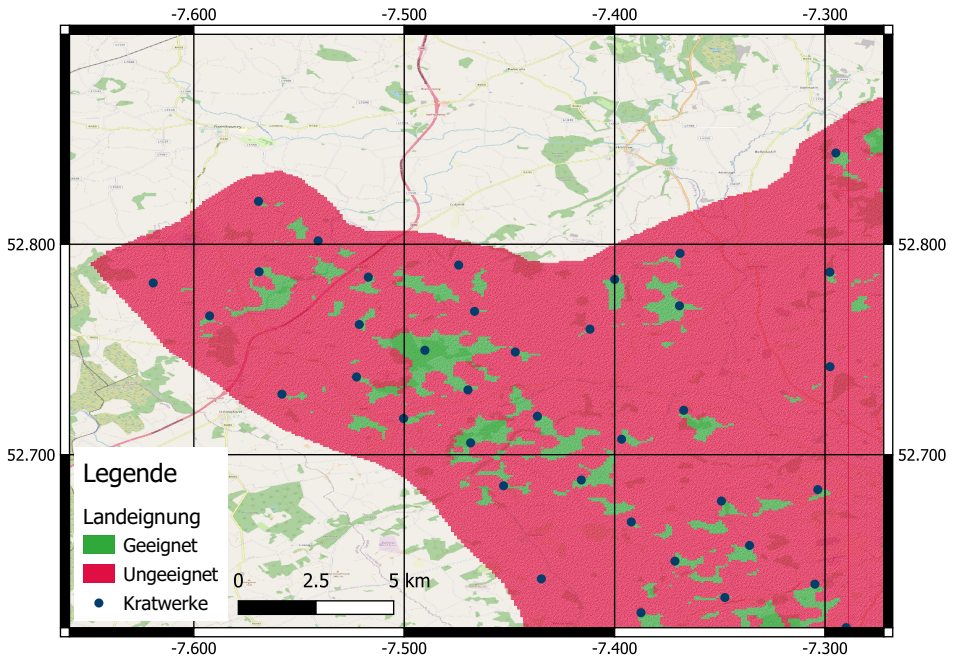 -7.600 -7.500 -7.400 -7.300
52.800 52.800
52.700 52.700
Legende
Landeignung
Geeignet
Ungeeignet
Kratwerke
0 2.5 5 km
-7.600 -7.500 -7.400 -7.300